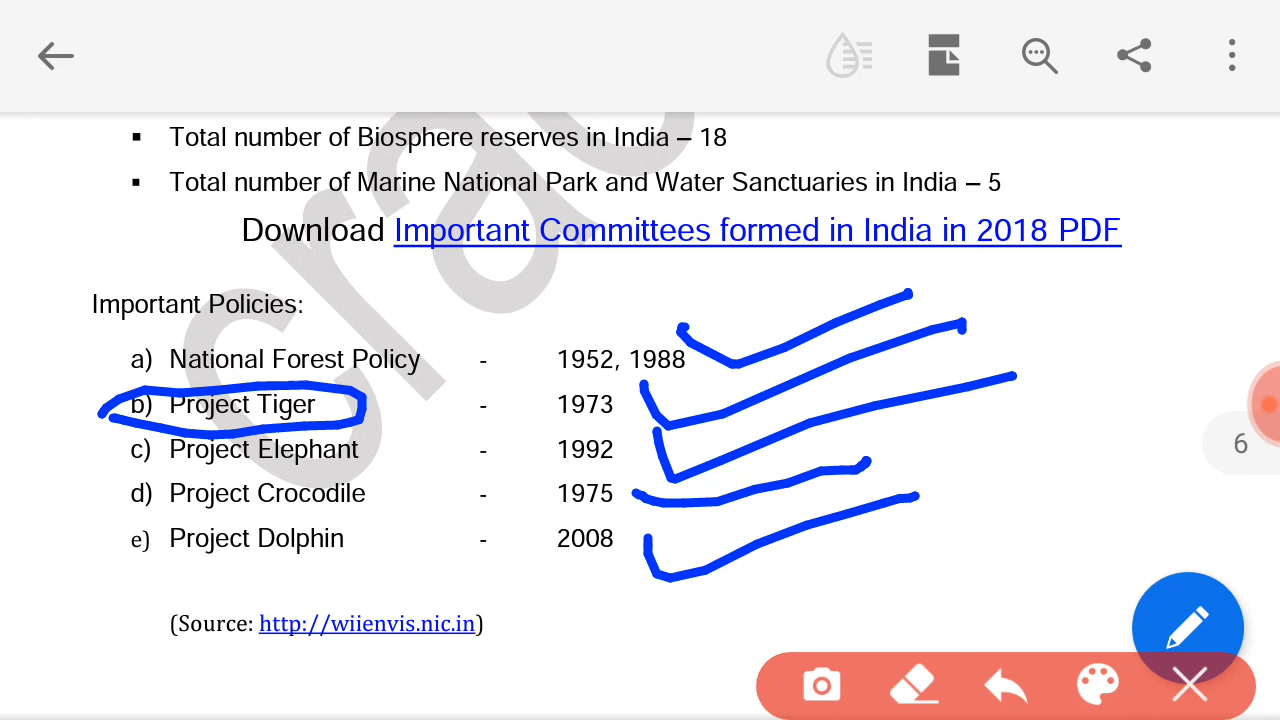 ▪ Total number of Biosphere reserves in India – 18
▪ Total number of Marine National Park and Water Sanctuaries in India – 5
Download Important Committees formed in India in 2018 PDF
Important Policies:
a) National Forest Policy - 1952, 1988
b) Project Tiger - 1973
c) Project Elephant - 1992
d) Project Crocodile - 1975
e) Project Dolphin - 2008
6
(Source: http://wiienvis.nic.in)